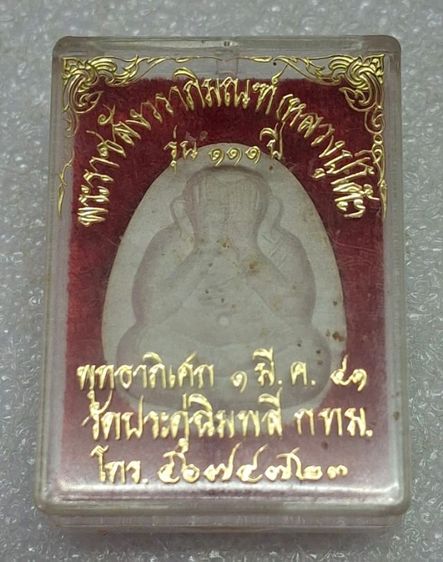 พระราชสังวราภิมณฑ์ (หลวงปู่โต๊ะ)
รุ่น ๑๑๑ ปี
พุทธาภิเศก ๑ มี.ค. ๔๑
วัดประดู่ฉิมพลี กทม.
โทร. ๔๖๗๔๗๒๓